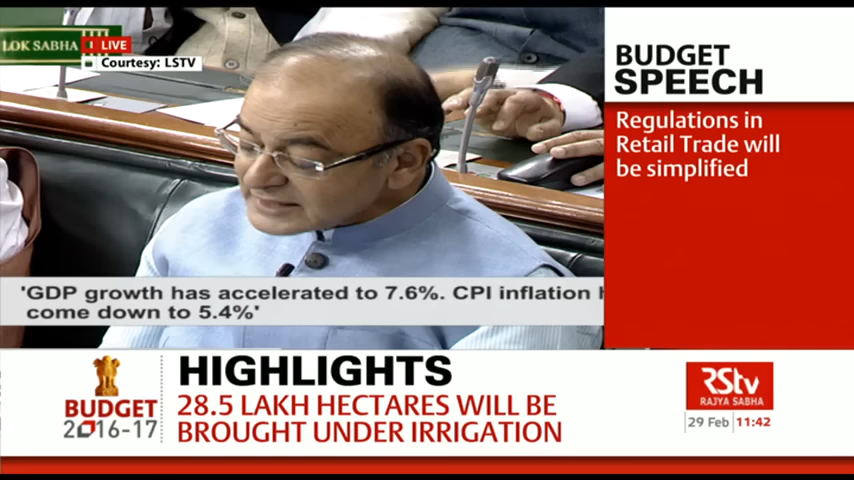 LOK SABHA
LIVE
Courtesy: LSTV
BUDGET
SPEECH
Regulations in
Retail Trade will
be simplified
'GDP growth has accelerated to 7.6%. CPI inflation
come down to 5.4%'
BUDGET
2016-17
HIGHLIGHTS
28.5 LAKH HECTARES WILL BE
BROUGHT UNDER IRRIGATION
RStv
RAJYA SABHA
29 Feb 11:42